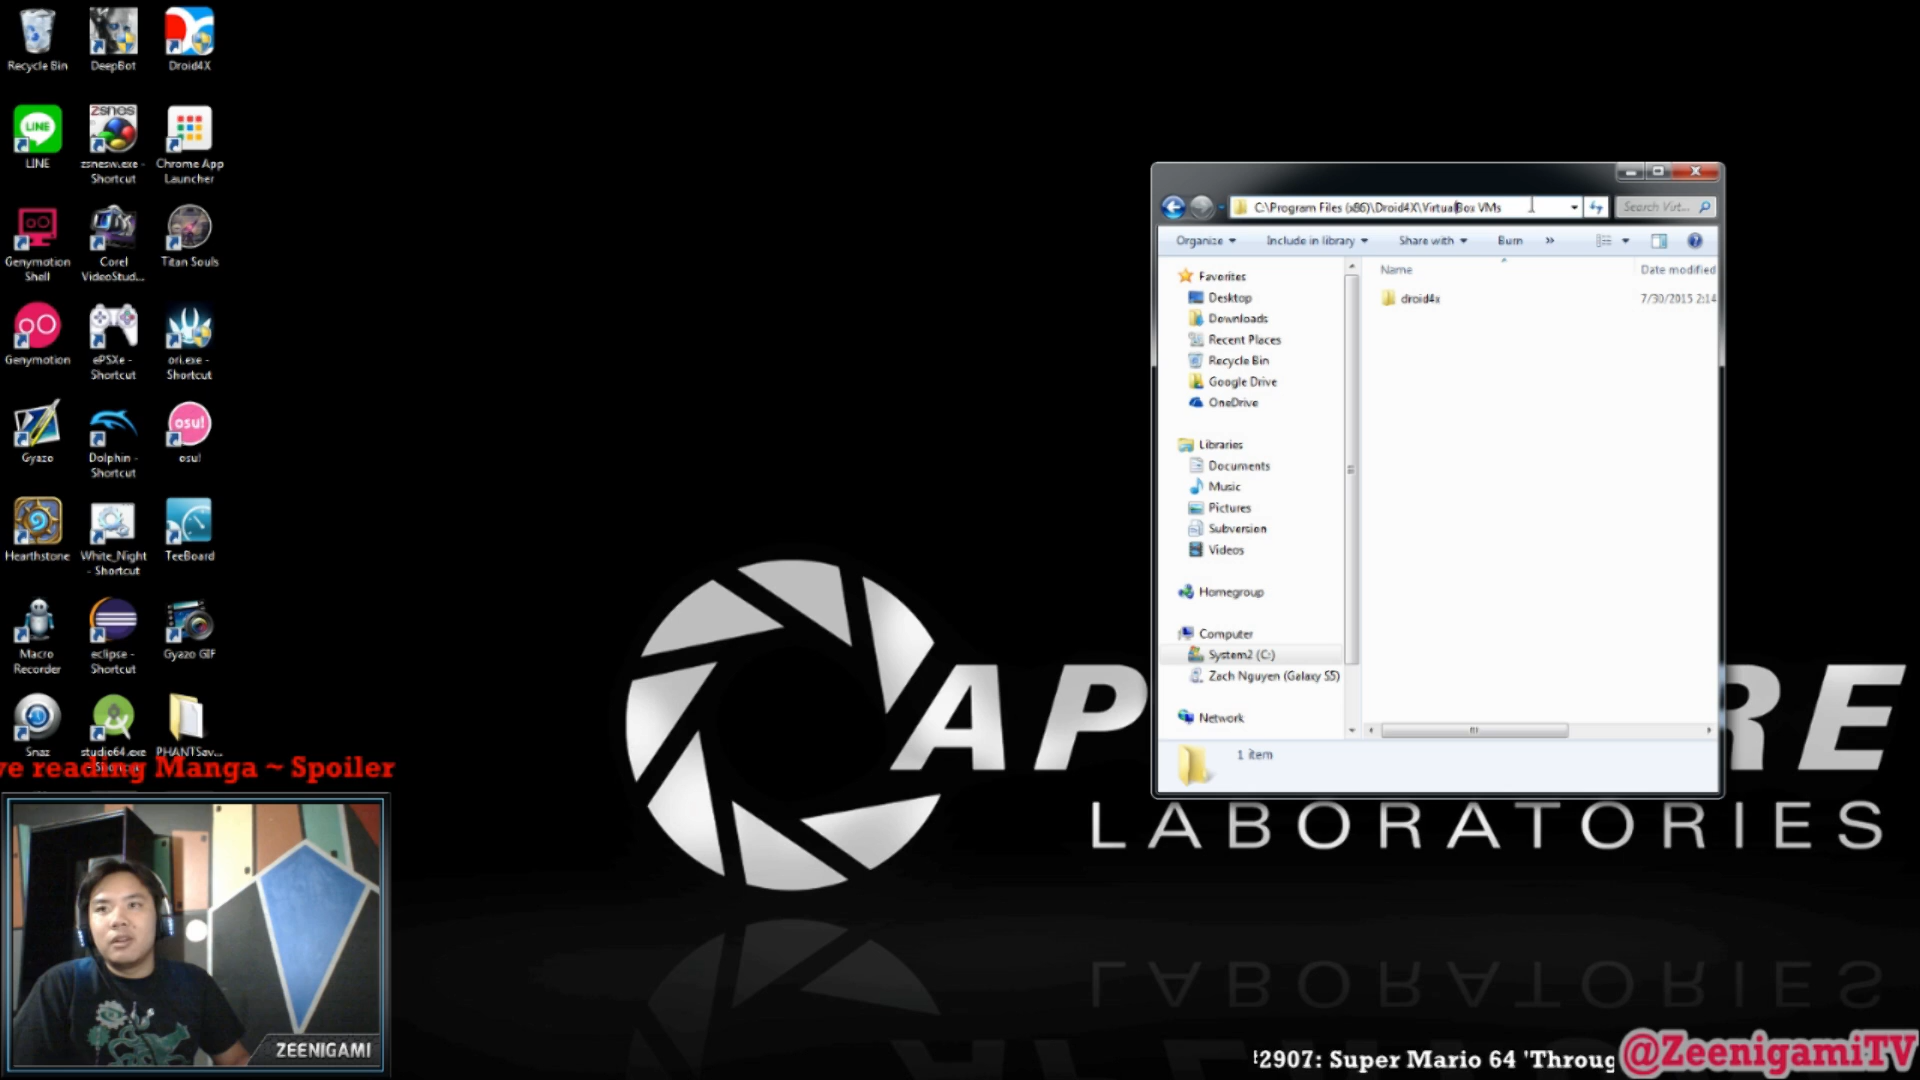 Recycle Bin
DeepBot
Droid4X
LINE
zsnes
zsnesw.exe - Shortcut
Chrome App Launcher
Genymotion Shell
Corel VideoStud...
Titan Souls
Genymotion
ePSXe - Shortcut
ori.exe - Shortcut
Gyazo
Dolphin - Shortcut
osu!
osu!
Hearthstone
White_Night - Shortcut
TeeBoard
Macro Recorder
eclipse - Shortcut
Gyazo GIF
Snaz
studio64.exe
PHANTSav...
ve reading Manga ~ Spoiler
ZEENIGAMI
C:\Program Files (x86)\Droid4X\VirtualBox VMs
Search Virt...
Organize
Include in library
Share with
Burn
»
Favorites
Desktop
Downloads
Recent Places
Recycle Bin
Google Drive
OneDrive
Libraries
Documents
Music
Pictures
Subversion
Videos
Homegroup
Computer
System2 (C:)
Zach Nguyen (Galaxy S5)
Network
Name
Date modified
droid4x
7/30/2015 2:14
1 item
AP
RE
LABORATORIES
2907: Super Mario 64 'Throug
@ZeenigamiTV